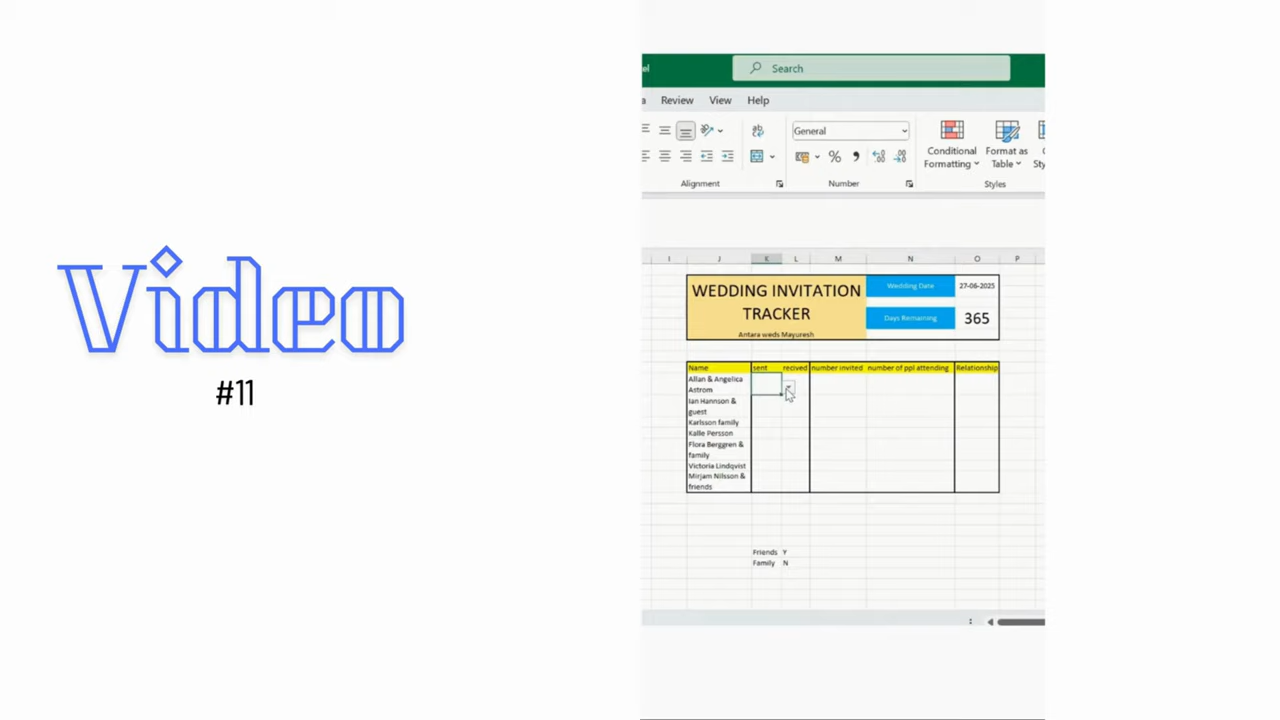 Video
#11
el
Search
a Review View Help
General
Conditional
Formatting
Format as
Table
Alignment
Number
Styles
I J K L M N O P
WEDDING INVITATION
TRACKER
Antara weds Mayuresh
Wedding Date 27-06-2025
Days Remaining 365
Name sent recived number invited number of ppl attending Relationship
Allan & Angelica
Astrom
Ian Hannson &
guest
Karlsson family
Kalle Persson
Flora Berggren &
family
Victoria Lindqvist
Mirjam Nilsson &
friends
Friends Y
Family N